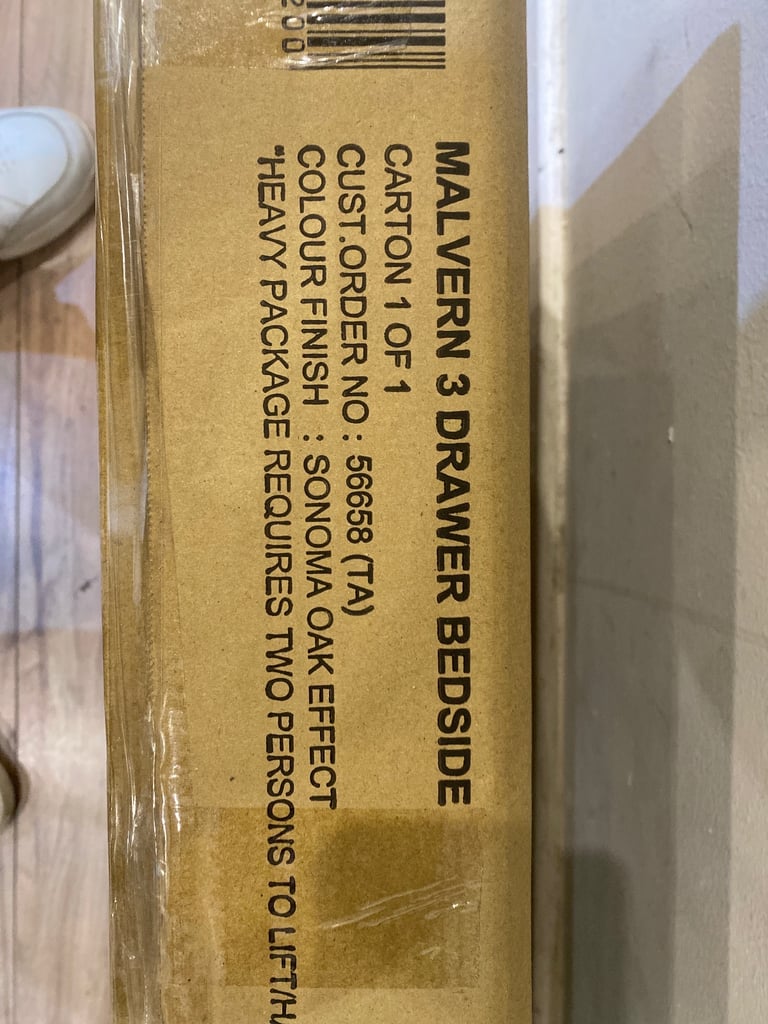 200
MALVERN 3 DRAWER BEDSIDE
CARTON 1 OF 1
CUST.ORDER NO : 56658 (TA)
COLOUR FINISH : SONOMA OAK EFFECT
*HEAVY PACKAGE REQUIRES TWO PERSONS TO LIFT/